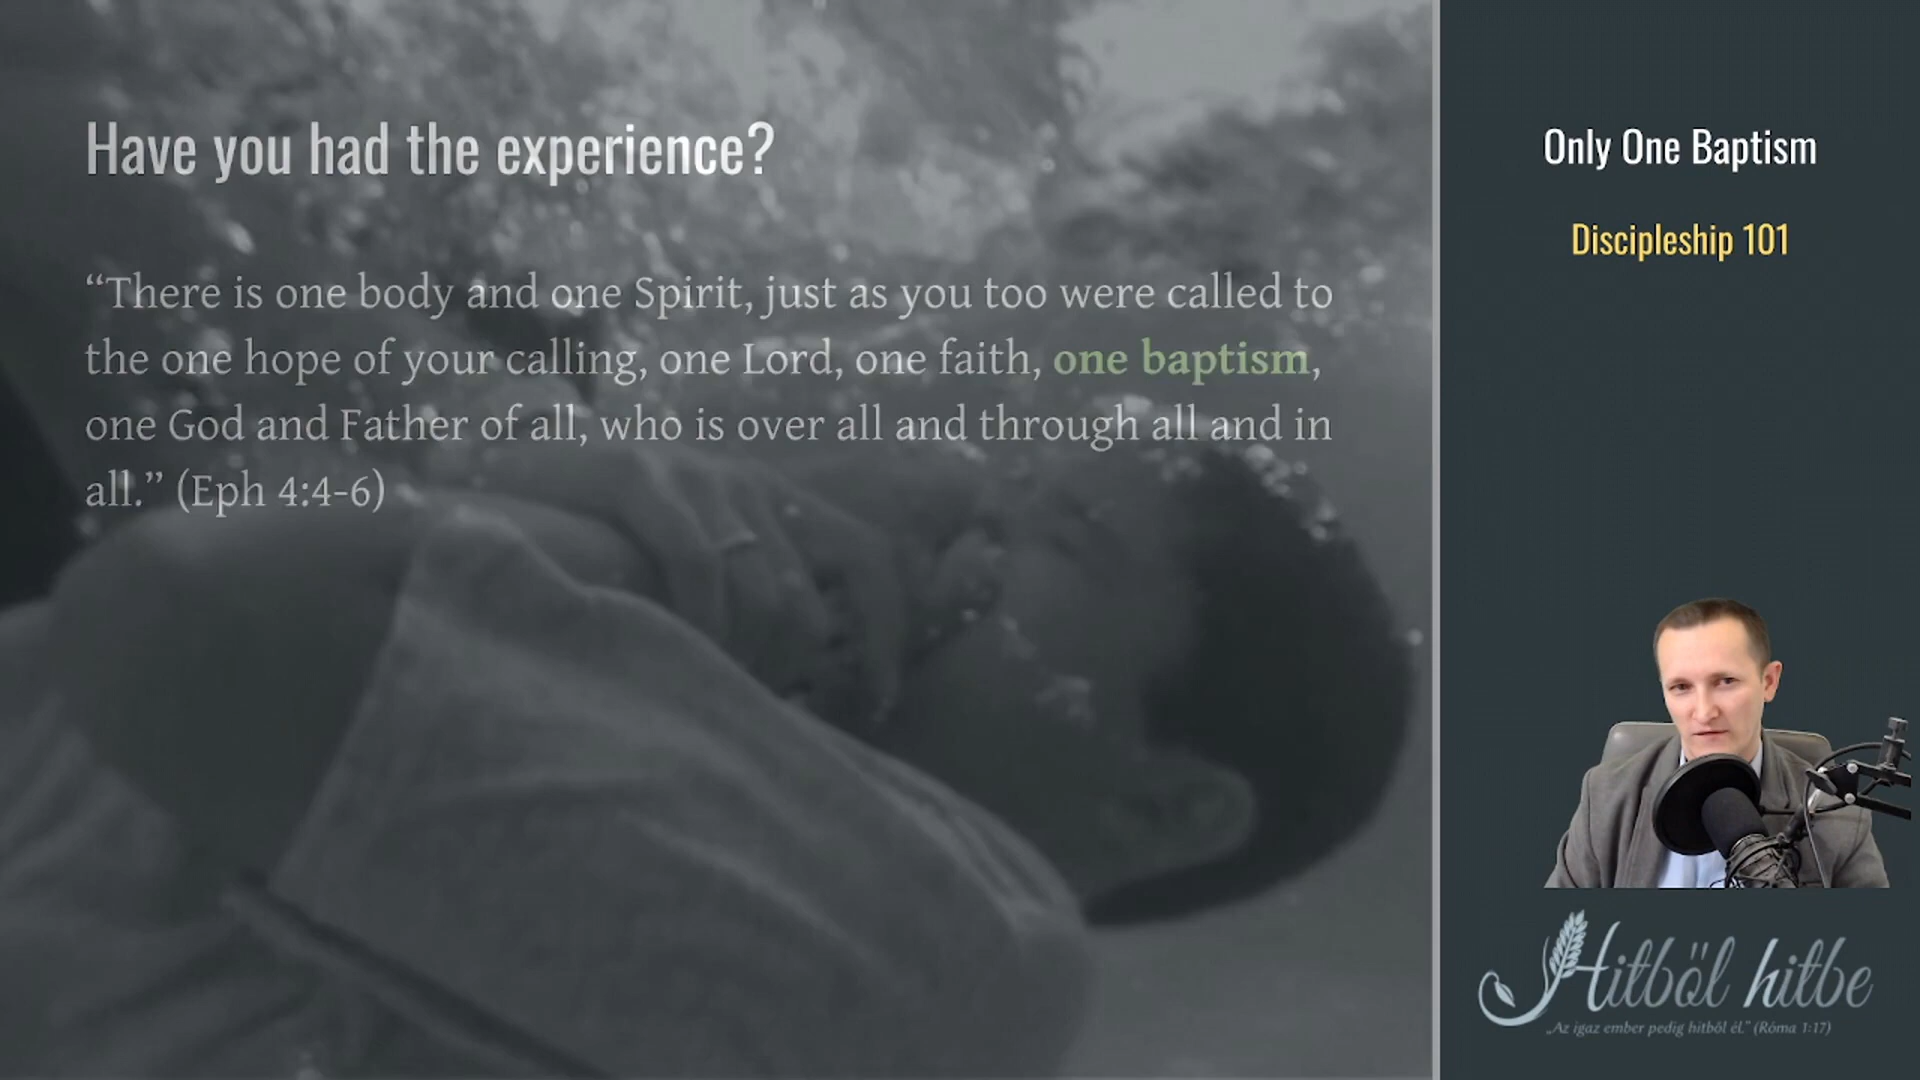 Have you had the experience?
“There is one body and one Spirit, just as you too were called to
the one hope of your calling, one Lord, one faith, one baptism,
one God and Father of all, who is over all and through all and in
all.” (Eph 4:4-6)
Only One Baptism
Discipleship 101
Hitből hitbe
„Az igaz ember pedig hitből él.” (Róma 1:17)